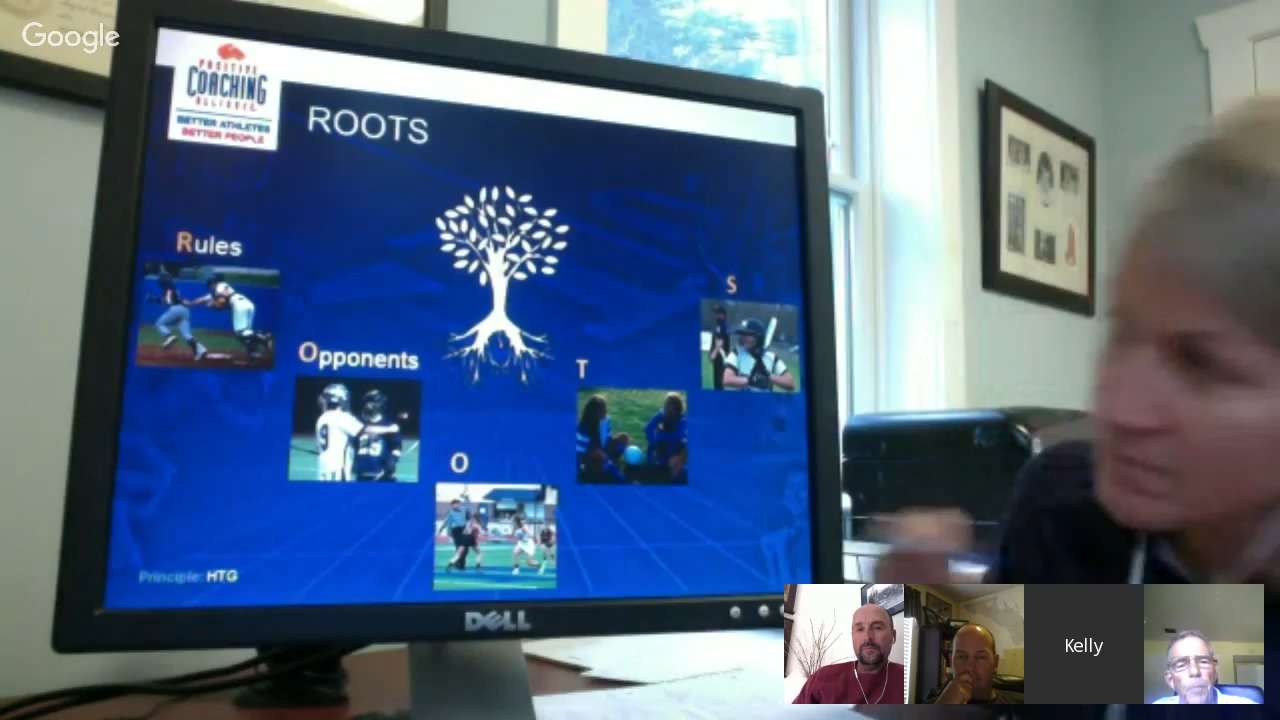 Google
POSITIVE
COACHING
ALLIANCE
BETTER ATHLETES
BETTER PEOPLE
ROOTS
Rules
Opponents
O
T
S
Principle: HTG
DELL
Kelly